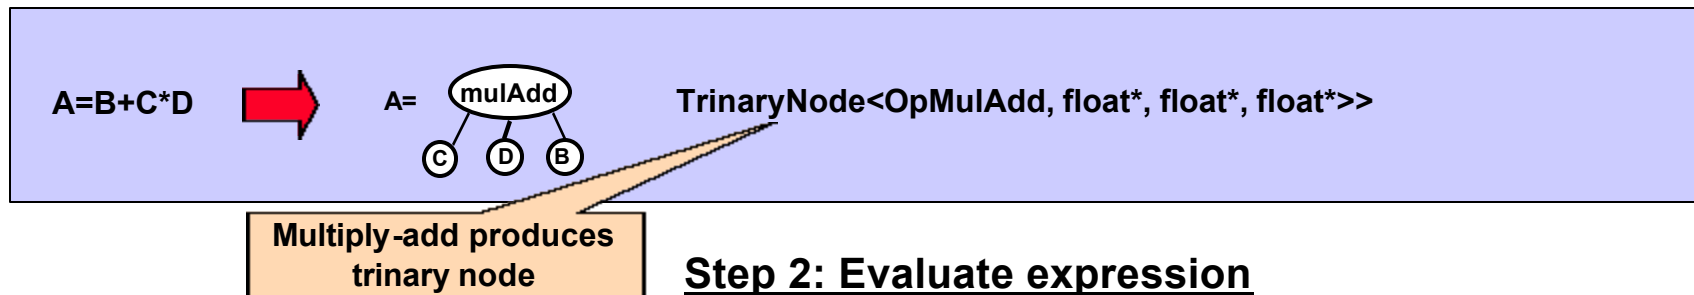 A=B+C*D
A=
mulAdd
TrinaryNode<OpMulAdd, float*, float*, float*>>
C
D
B
Multiply-add produces
trinary node
Step 2: Evaluate expression